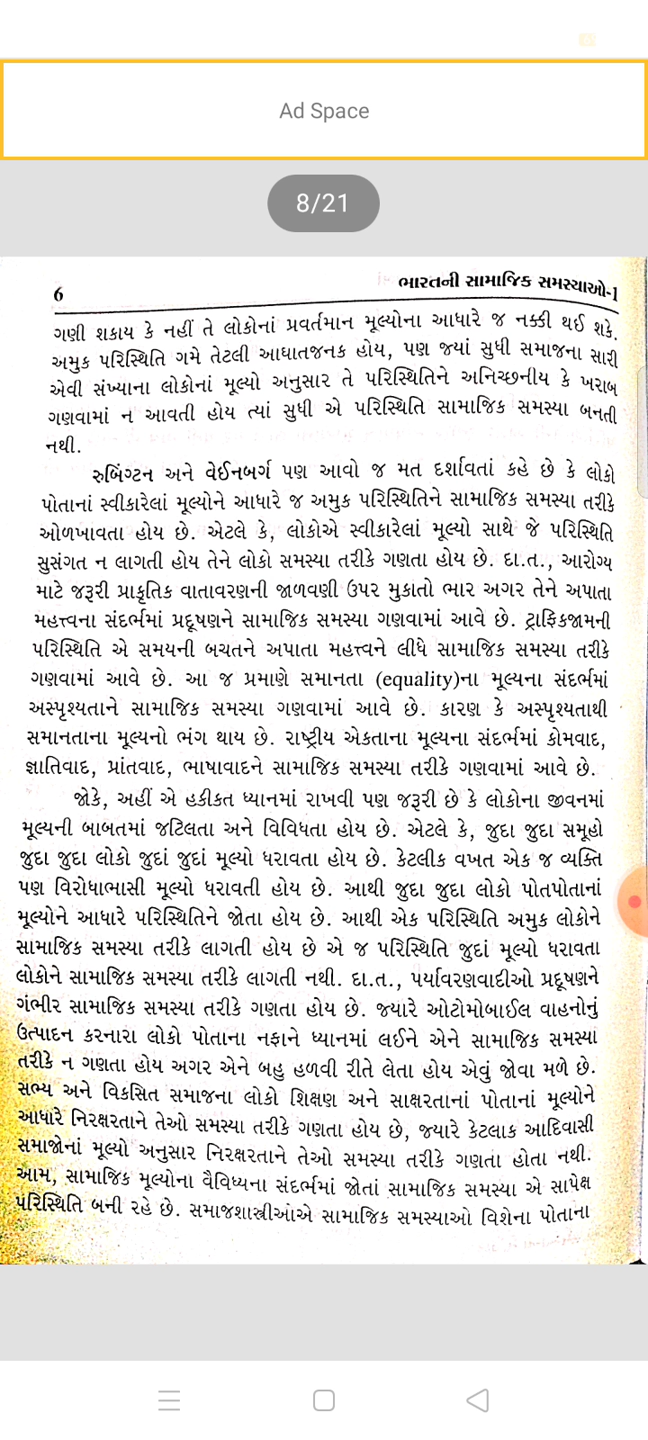 Ad Space
8/21
6
ભારતની સામાજિક સમસ્યાઓ-1
ગણી શકાય કે નહીં તે લોકોનાં પ્રવર્તમાન મૂલ્યોના આધારે જ નક્કી થઈ શકે.
અમુક પરિસ્થિતિ ગમે તેટલી આઘાતજનક હોય, પણ જ્યાં સુધી સમાજના સારી
એવી સંખ્યાના લોકોનાં મૂલ્યો અનુસાર તે પરિસ્થિતિને અનિચ્છનીય કે ખરાબ
ગણવામાં ન આવતી હોય ત્યાં સુધી એ પરિસ્થિતિ સામાજિક સમસ્યા બનતી
નથી.
રુબિંગ્ટન અને વેઈનબર્ગ પણ આવો જ મત દર્શાવતાં કહે છે કે લોકો
પોતાનાં સ્વીકારેલાં મૂલ્યોને આધારે જ અમુક પરિસ્થિતિને સામાજિક સમસ્યા તરીકે
ઓળખાવતા હોય છે. એટલે કે, લોકોએ સ્વીકારેલાં મૂલ્યો સાથે જે પરિસ્થિતિ
સુસંગત ન લાગતી હોય તેને લોકો સમસ્યા તરીકે ગણતા હોય છે. દા.ત., આરોગ્ય
માટે જરૂરી પ્રાકૃતિક વાતાવરણની જાળવણી ઉપર મુકાતો ભાર અગર તેને અપાતા
મહત્ત્વના સંદર્ભમાં પ્રદૂષણને સામાજિક સમસ્યા ગણવામાં આવે છે. ટ્રાફિકજામની
પરિસ્થિતિ એ સમયની બચતને અપાતા મહત્ત્વને લીધે સામાજિક સમસ્યા તરીકે
ગણવામાં આવે છે. આ જ પ્રમાણે સમાનતા (equality)ના મૂલ્યના સંદર્ભમાં
અસ્પૃશ્યતાને સામાજિક સમસ્યા ગણવામાં આવે છે. કારણ કે અસ્પૃશ્યતાથી
સમાનતાના મૂલ્યનો ભંગ થાય છે. રાષ્ટ્રીય એકતાના મૂલ્યના સંદર્ભમાં કોમવાદ,
જ્ઞાતિવાદ, પ્રાંતવાદ, ભાષાવાદને સામાજિક સમસ્યા તરીકે ગણવામાં આવે છે.
જોકે, અહીં એ હકીકત ધ્યાનમાં રાખવી પણ જરૂરી છે કે લોકોના જીવનમાં
મૂલ્યની બાબતમાં જટિલતા અને વિવિધતા હોય છે. એટલે કે, જુદા જુદા સમૂહો
જુદા જુદા લોકો જુદાં જુદાં મૂલ્યો ધરાવતા હોય છે. કેટલીક વખત એક જ વ્યક્તિ
પણ વિરોધાભાસી મૂલ્યો ધરાવતી હોય છે. આથી જુદા જુદા લોકો પોતપોતાનાં
મૂલ્યોને આધારે પરિસ્થિતિને જોતા હોય છે. આથી એક પરિસ્થિતિ અમુક લોકોને
સામાજિક સમસ્યા તરીકે લાગતી હોય છે એ જ પરિસ્થિતિ જુદાં મૂલ્યો ધરાવતા
લોકોને સામાજિક સમસ્યા તરીકે લાગતી નથી. દા.ત., પર્યાવરણવાદીઓ પ્રદૂષણને
ગંભીર સામાજિક સમસ્યા તરીકે ગણતા હોય છે. જ્યારે ઓટોમોબાઈલ વાહનોનું
ઉત્પાદન કરનારા લોકો પોતાના નફાને ધ્યાનમાં લઈને એને સામાજિક સમસ્યા
તરીકે ન ગણતા હોય અગર એને બહુ હળવી રીતે લેતા હોય એવું જોવા મળે છે.
સભ્ય અને વિકસિત સમાજના લોકો શિક્ષણ અને સાક્ષરતાનાં પોતાનાં મૂલ્યોને
આધારે નિરક્ષરતાને તેઓ સમસ્યા તરીકે ગણતા હોય છે, જ્યારે કેટલાક આદિવાસી
સમાજોનાં મૂલ્યો અનુસાર નિરક્ષરતાને તેઓ સમસ્યા તરીકે ગણતા હોતા નથી.
આમ, સામાજિક મૂલ્યોના વૈવિધ્યના સંદર્ભમાં જોતાં સામાજિક સમસ્યા એ સાપેક્ષ
પરિસ્થિતિ બની રહે છે. સમાજશાસ્ત્રીઓએ સામાજિક સમસ્યાઓ વિશેના પોતાના